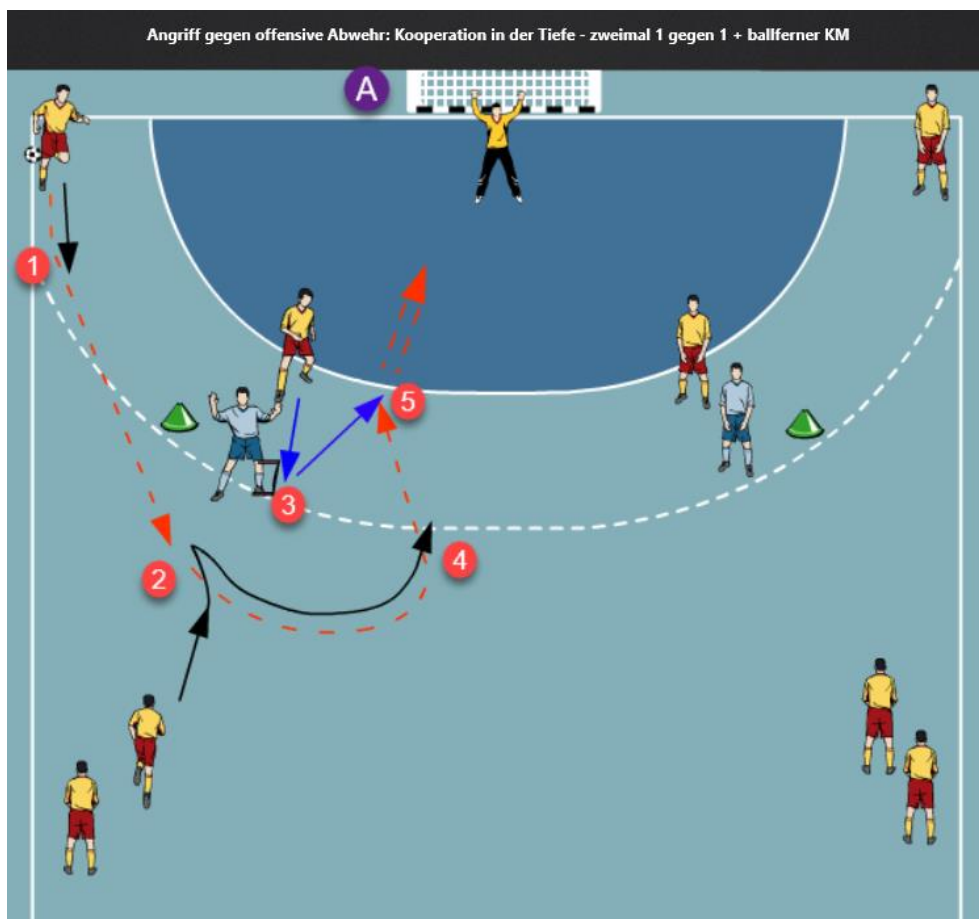 Angriff gegen offensive Abwehr: Kooperation in der Tiefe - zweimal 1 gegen 1 + ballferner KM
A
1
5
3
4
2